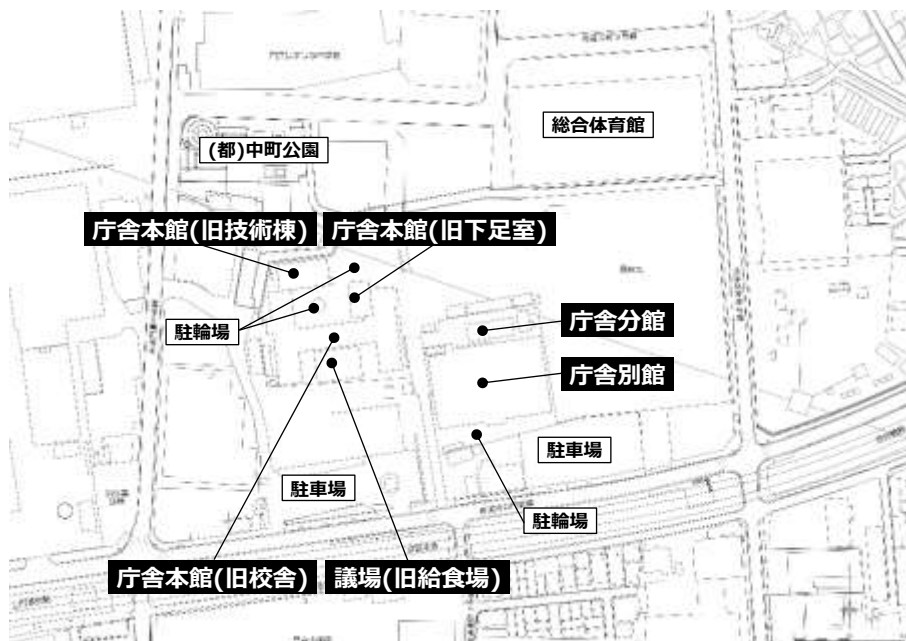 総合体育館
(都)中町公園
庁舎本館(旧技術棟)
庁舎本館(旧下足室)
駐輪場
庁舎分館
庁舎別館
駐車場
駐車場
駐輪場
庁舎本館(旧校舎)
議場(旧給食場)